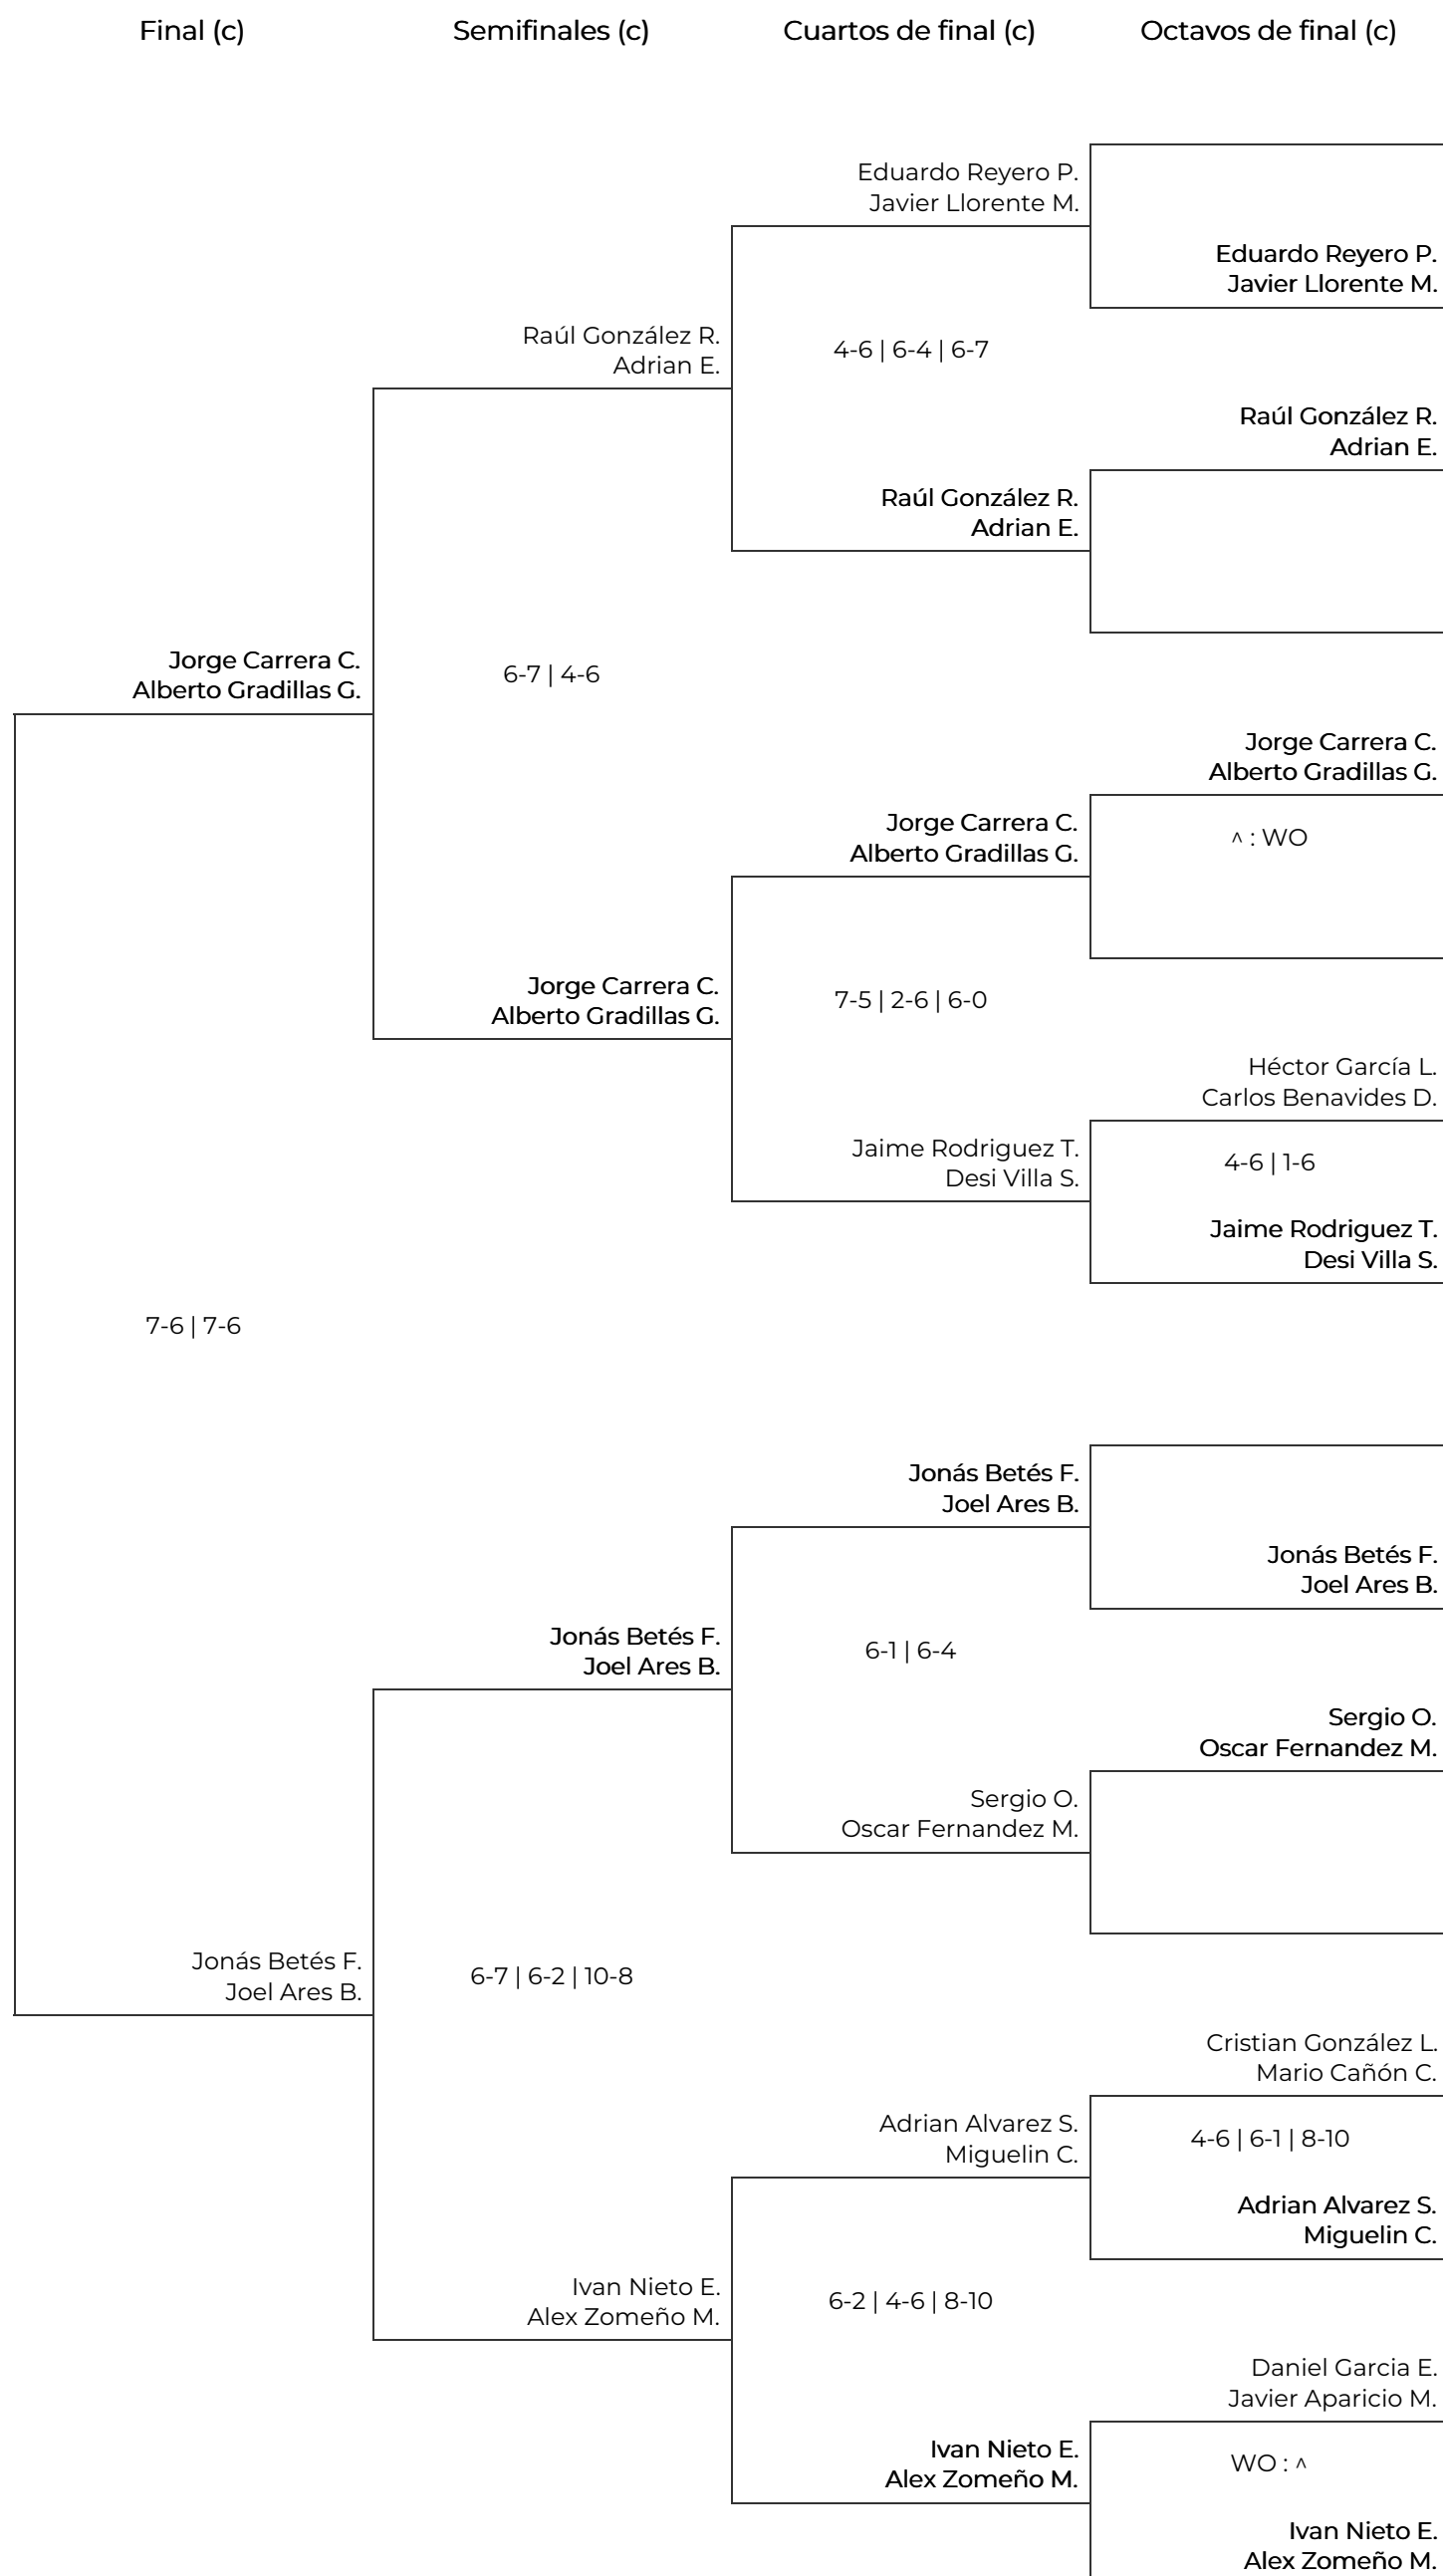 Final (c)
Semifinales (c)
Cuartos de final (c)
Octavos de final (c)
Eduardo Reyero P.
Javier Llorente M.
Eduardo Reyero P.
Javier Llorente M.
Raúl González R.
Adrian E.
4-6 | 6-4 | 6-7
Raúl González R.
Adrian E.
Raúl González R.
Adrian E.
Jorge Carrera C.
Alberto Gradillas G.
6-7 | 4-6
Jorge Carrera C.
Alberto Gradillas G.
Jorge Carrera C.
Alberto Gradillas G.
^ : WO
Jorge Carrera C.
Alberto Gradillas G.
7-5 | 2-6 | 6-0
Héctor García L.
Carlos Benavides D.
Jaime Rodriguez T.
Desi Villa S.
4-6 | 1-6
Jaime Rodriguez T.
Desi Villa S.
7-6 | 7-6
Jonás Betés F.
Joel Ares B.
Jonás Betés F.
Joel Ares B.
Jonás Betés F.
Joel Ares B.
6-1 | 6-4
Sergio O.
Oscar Fernandez M.
Sergio O.
Oscar Fernandez M.
Jonás Betés F.
Joel Ares B.
6-7 | 6-2 | 10-8
Cristian González L.
Mario Cañón C.
Adrian Alvarez S.
Miguelin C.
4-6 | 6-1 | 8-10
Adrian Alvarez S.
Miguelin C.
Ivan Nieto E.
Alex Zomeño M.
6-2 | 4-6 | 8-10
Daniel Garcia E.
Javier Aparicio M.
Ivan Nieto E.
Alex Zomeño M.
WO : ^
Ivan Nieto E.
Alex Zomeño M.